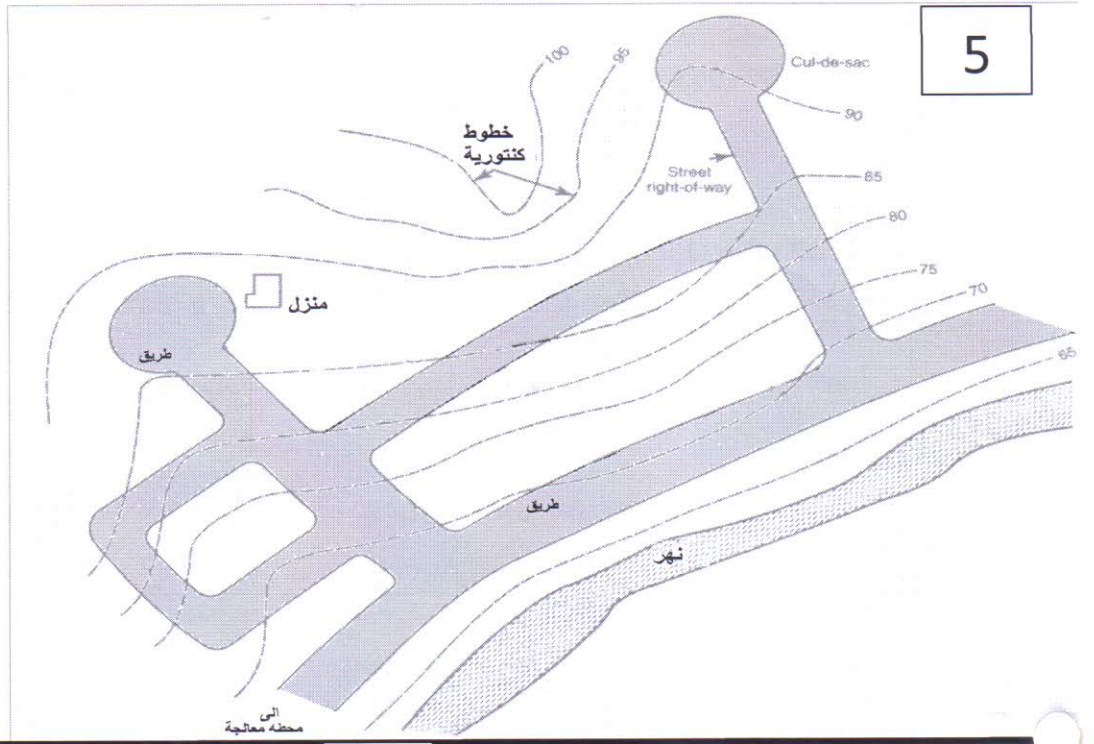 5
100
95
Cul-de-sac
90
خطوط
كنتورية
Street
right-of-way
85
80
75
70
65
منزل
طريق
طريق
نهر
الى
محطه معالجة